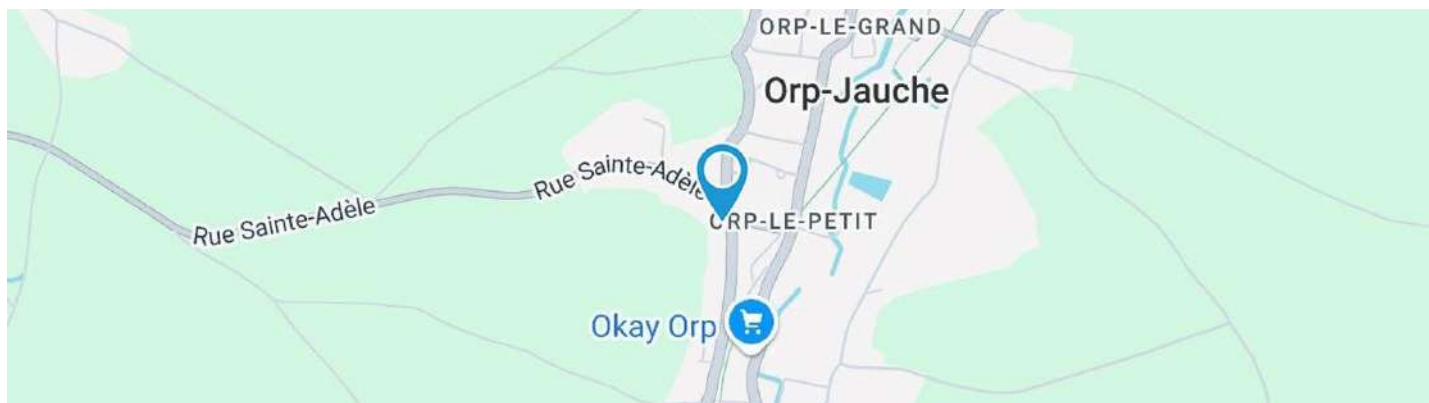 ORP-LE-GRAND
Orp-Jauche
Rue Sainte-Adèle
Rue Sainte-Adèle
ORP-LE-PETIT
Okay Orp